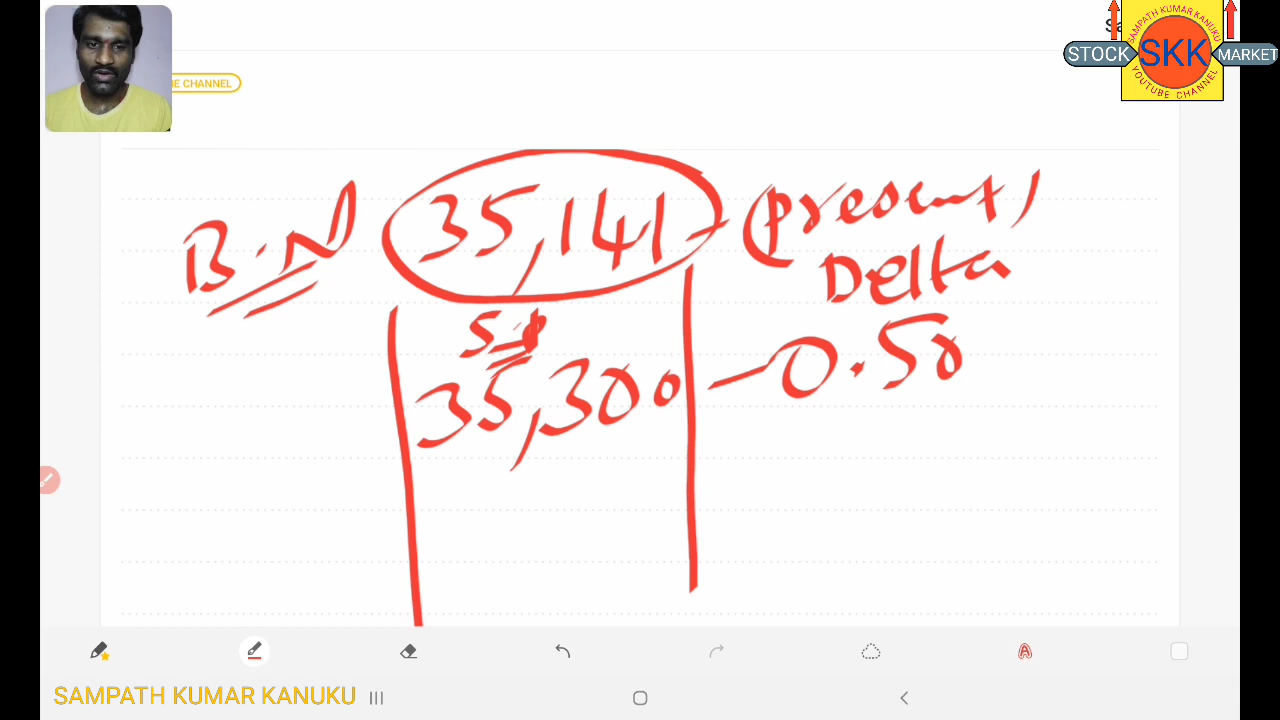 SAMPATH KUMAR KANUKU
STOCK SKK MARKET
YOUTUBE CHANNEL
CHANNEL
B.N 35,141 (present)
Delta
35,300 - 0.50
SAMPATH KUMAR KANUKU